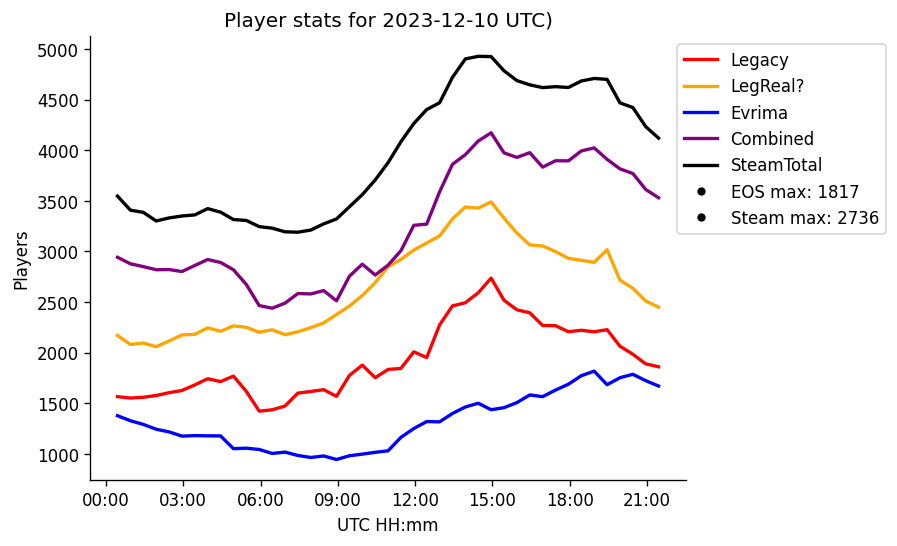 Player stats for 2023-12-10 UTC)
5000
4500
4000
3500
3000
2500
2000
1500
1000
Players
00:00 03:00 06:00 09:00 12:00 15:00 18:00 21:00
UTC HH:mm
Legacy
LegReal?
Evrima
Combined
SteamTotal
EOS max: 1817
Steam max: 2736